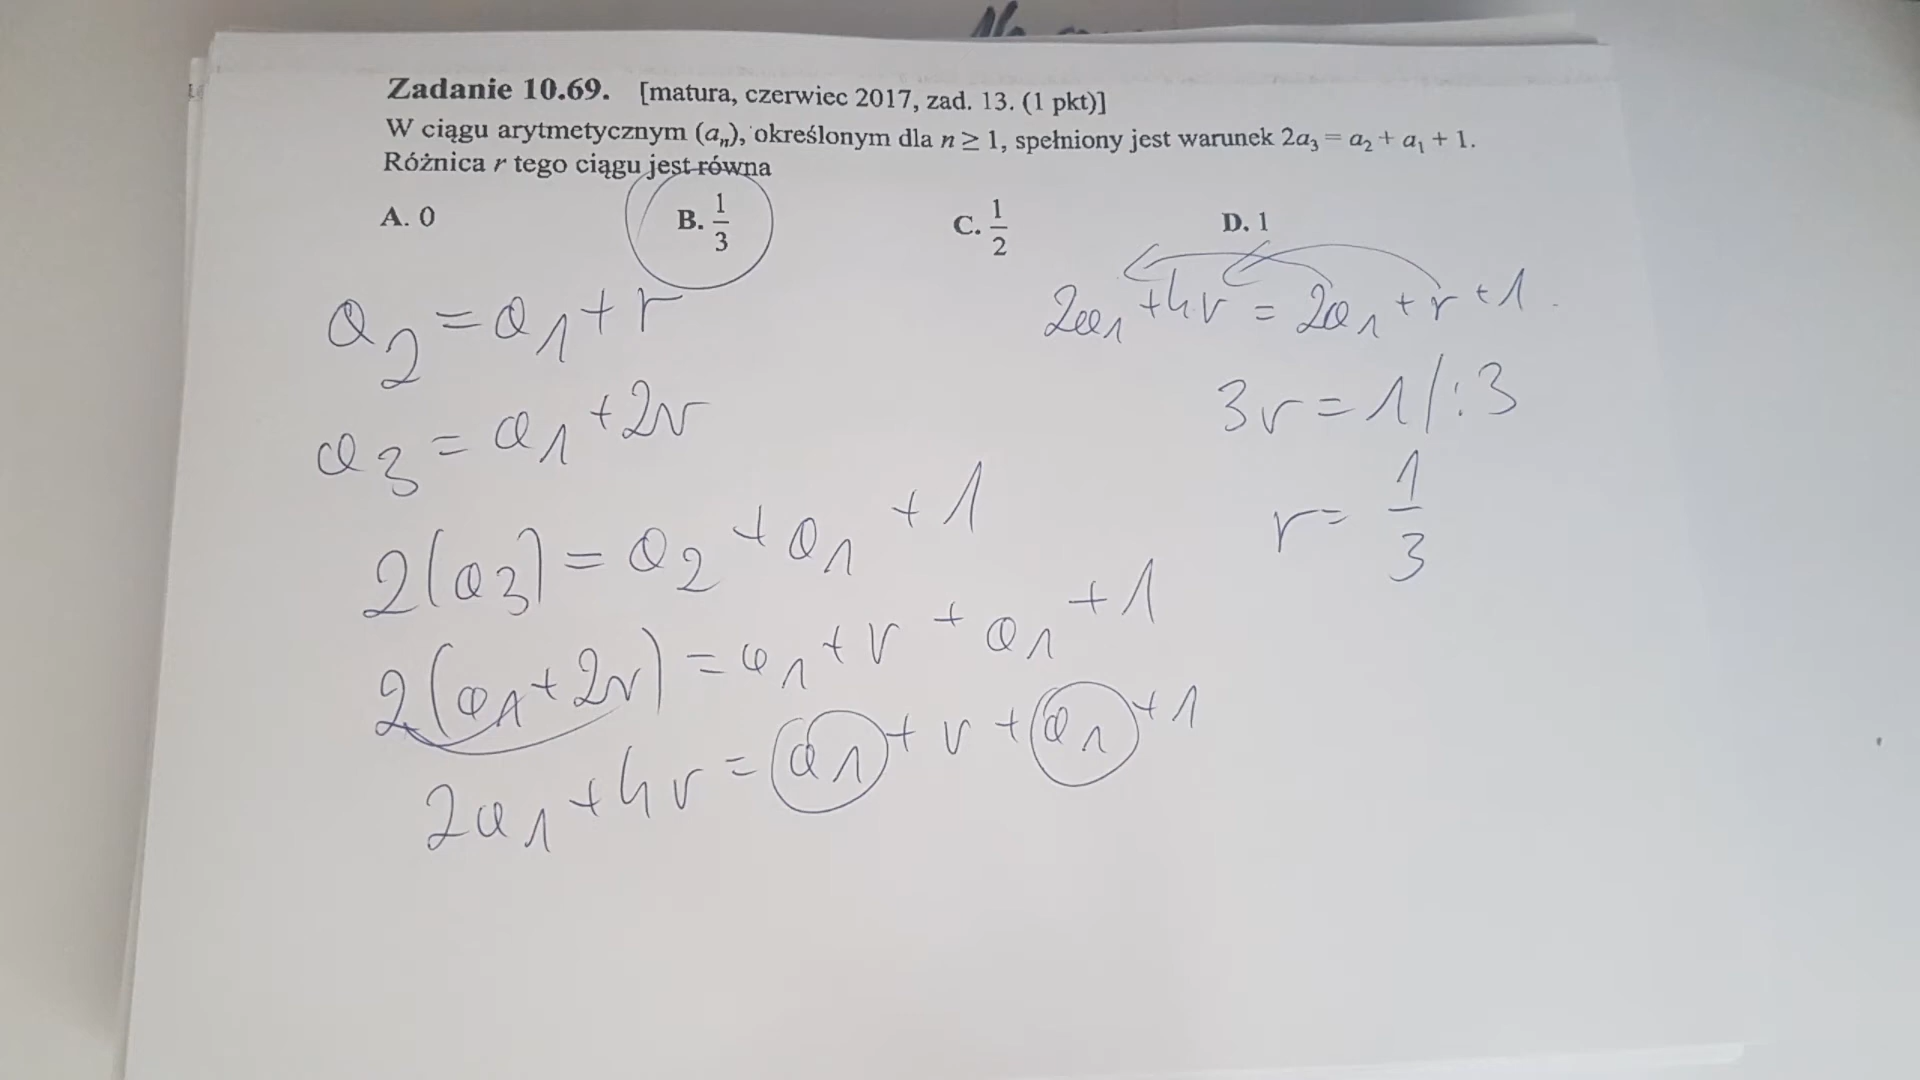 Zadanie 10.69. [matura, czerwiec 2017, zad. 13. (1 pkt)]
W ciągu arytmetycznym (aₙ), określonym dla n ≥ 1, spełniony jest warunek 2a₃ = a₂ + a₁ + 1.
Różnica r tego ciągu jest równa
A. 0 B. 1/3 C. 1/2 D. 1
a₂ = a₁ + r
a₃ = a₁ + 2r
2(a₃) = a₂ + a₁ + 1
2(a₁ + 2r) = a₁ + r + a₁ + 1
2a₁ + 4r = a₁ + r + a₁ + 1
2a₁ + 4r = 2a₁ + r + 1
3r = 1 /:3
r = 1/3